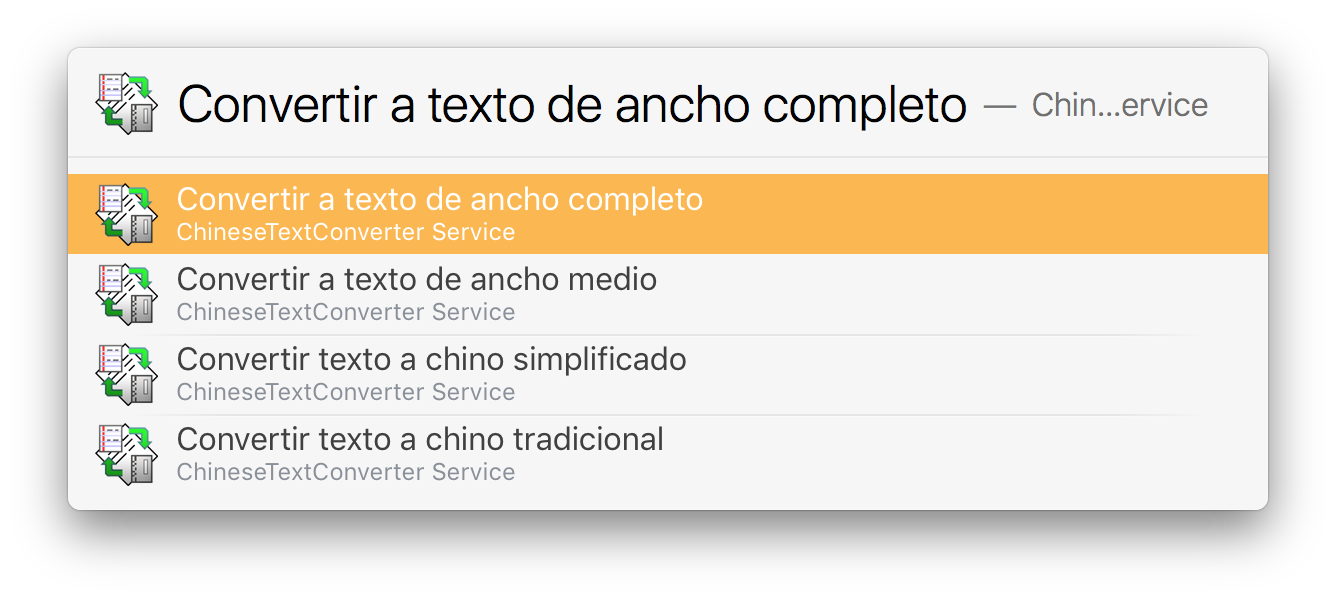 Convertir a texto de ancho completo — Chin...ervice
Convertir a texto de ancho completo
ChineseTextConverter Service
Convertir a texto de ancho medio
ChineseTextConverter Service
Convertir texto a chino simplificado
ChineseTextConverter Service
Convertir texto a chino tradicional
ChineseTextConverter Service